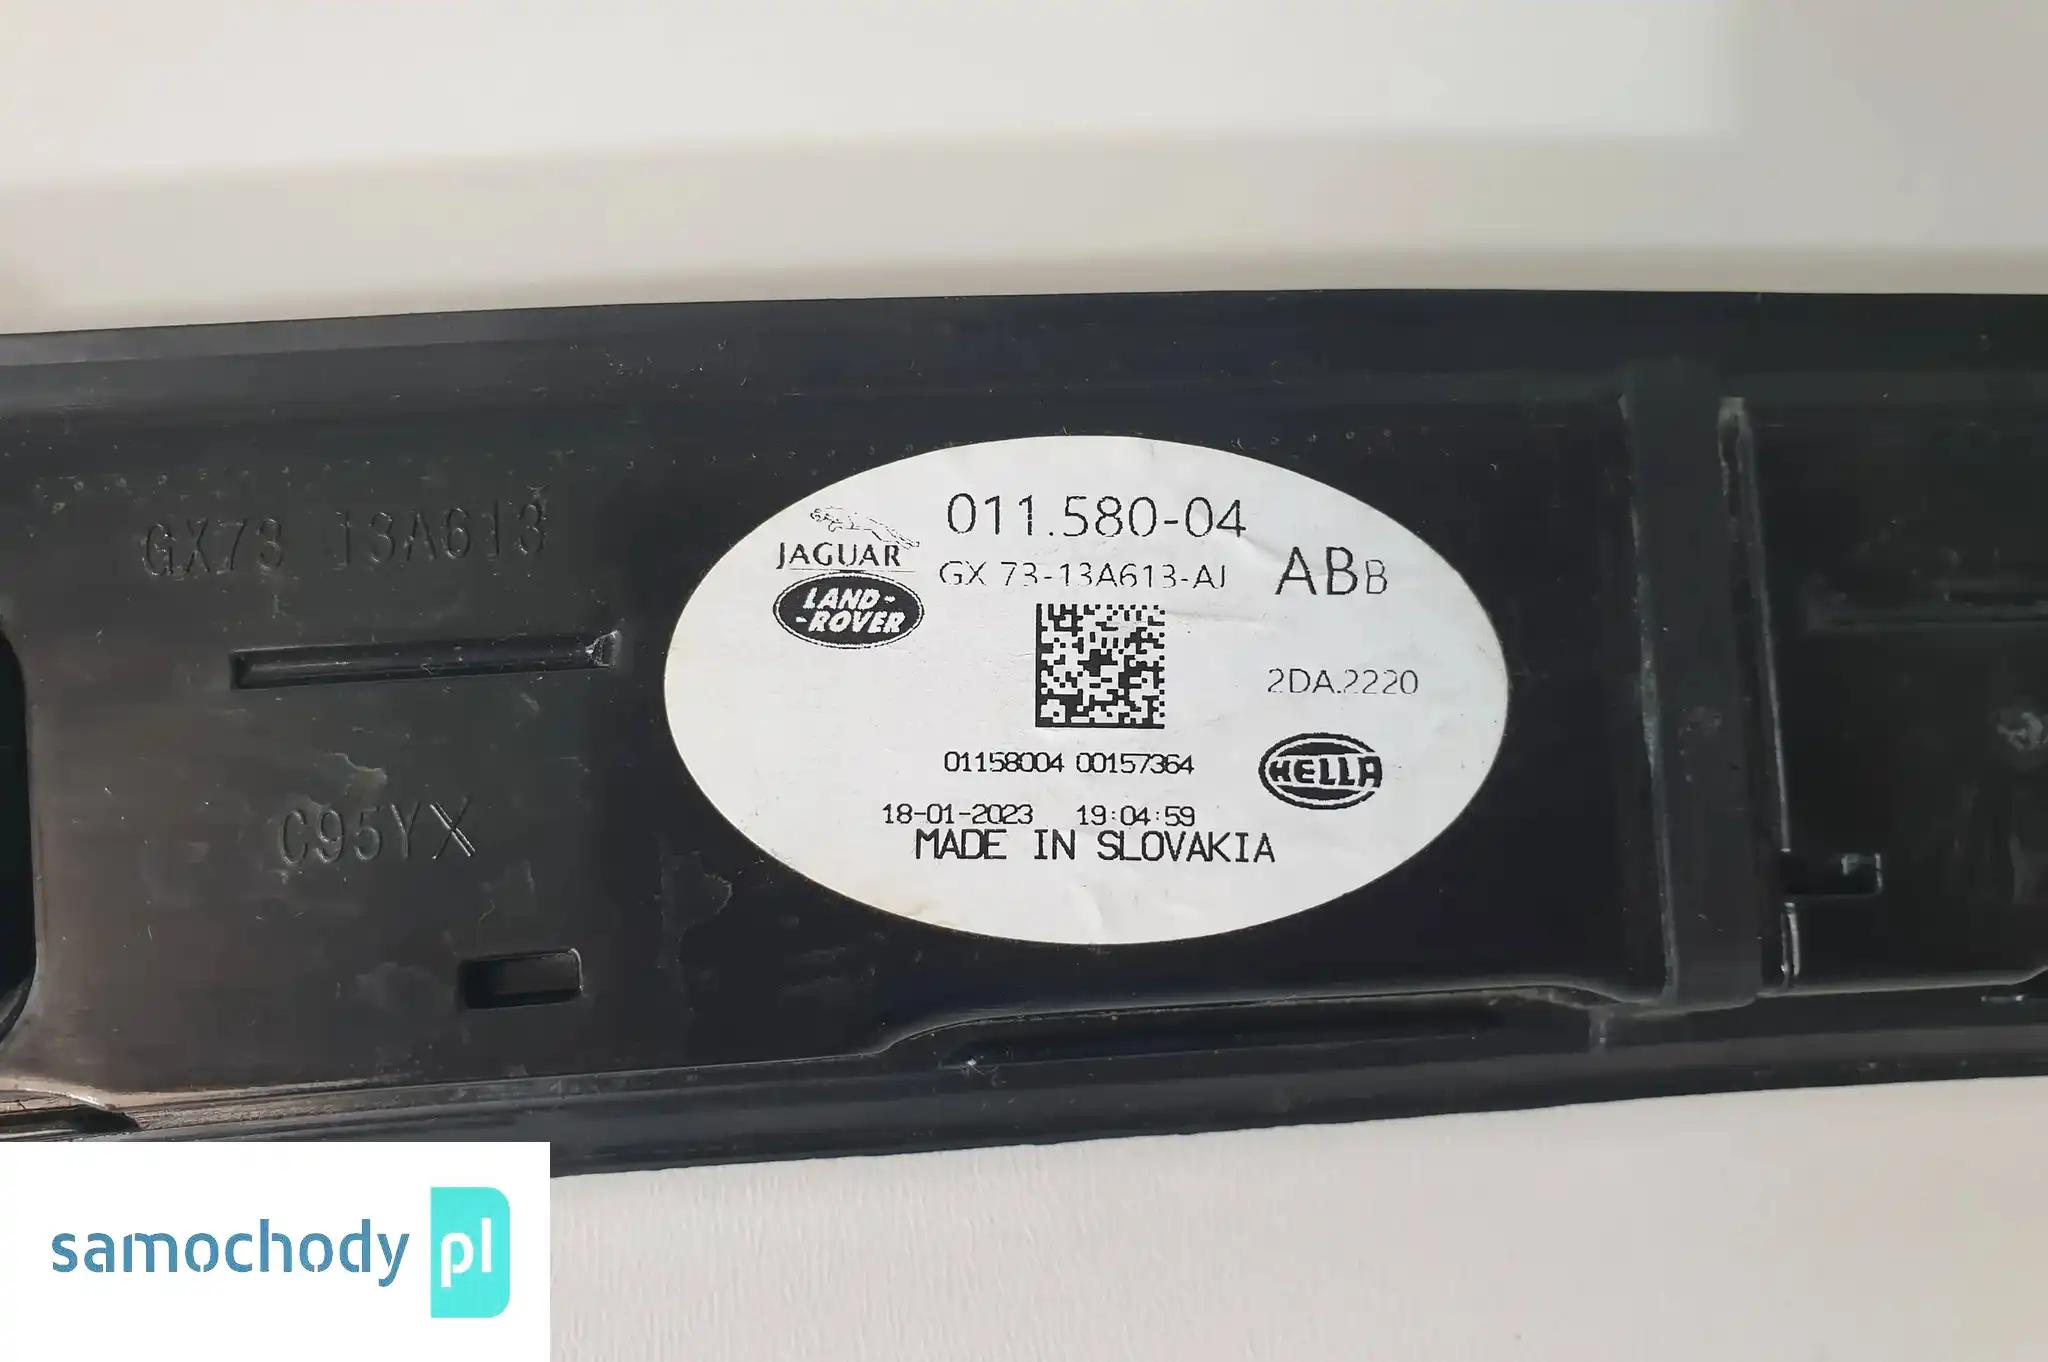 GX73 13A613
C95YX
JAGUAR
LAND-
-ROVER
011.580-04
GX 73-13A613-AJ
ABB
2DA.2220
01158004 00157364
HELLA
18-01-2023 19:04:59
MADE IN SLOVAKIA
samochody pl